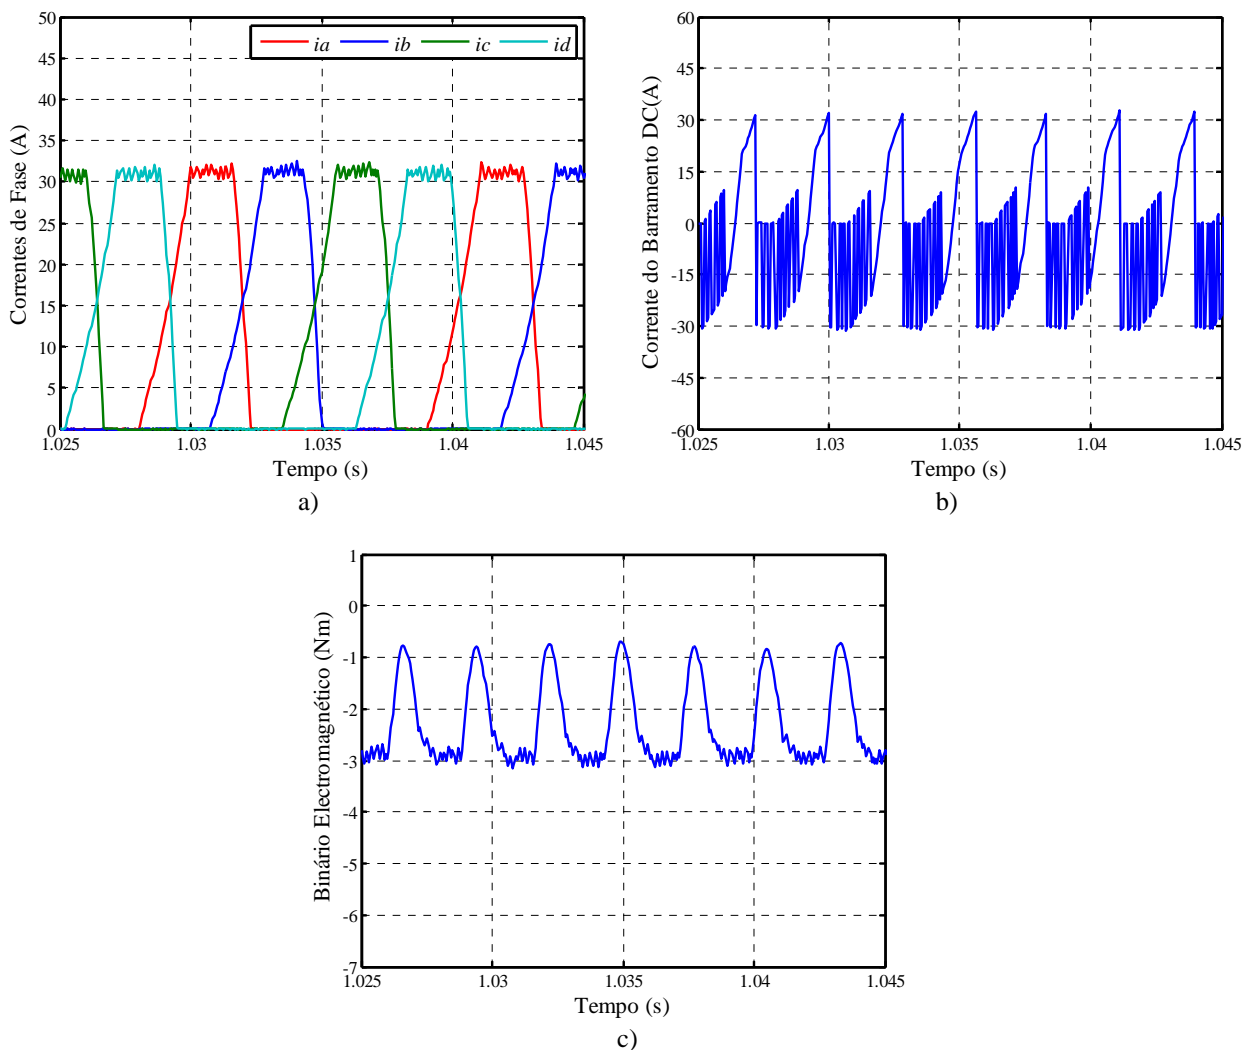 50
45
40
35
30
25
20
15
10
5
0
Correntes de Fase (A)
ia ib ic id
1.025 1.03 1.035 1.04 1.045
Tempo (s)
a)
60
45
30
15
0
-15
-30
-45
-60
Corrente do Barramento DC(A)
1.025 1.03 1.035 1.04 1.045
Tempo (s)
b)
1
0
-1
-2
-3
-4
-5
-6
-7
Binário Electromagnético (Nm)
1.025 1.03 1.035 1.04 1.045
Tempo (s)
c)